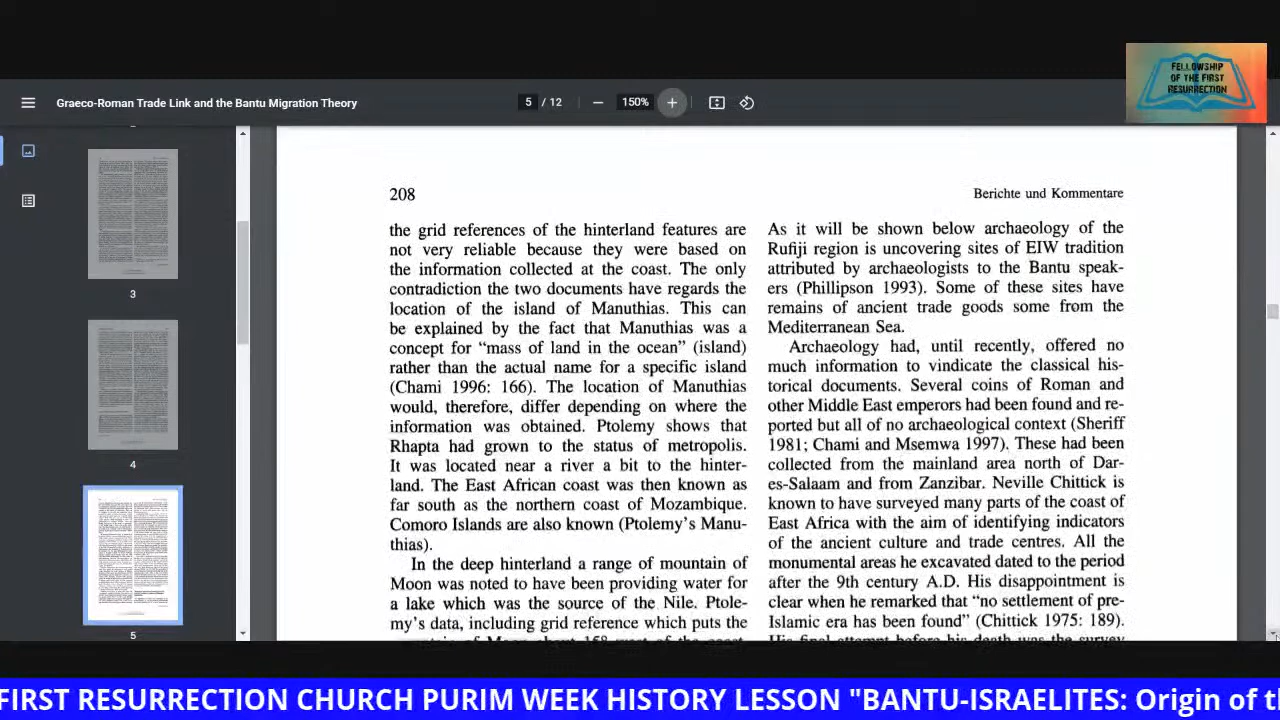 FELLOWSHIP
OF THE FIRST
RESURRECTION
Graeco-Roman Trade Link and the Bantu Migration Theory
5 / 12
150%
3
4
5
208
Berichte und Kommentare
the grid references of the hinterland features are
not very reliable because they were based on
the information collected at the coast. The only
contradiction the two documents have regards the
location of the island of Manuthias. This can
be explained by the fact that Manuthias was a
concept for “mass of land in the ocean” (island)
rather than the actual name for a specific island
(Chami 1996: 166). The location of Manuthias
would, therefore, differ depending on where the
information was obtained. Ptolemy shows that
Rhapta had grown to the status of metropolis.
It was located near a river a bit to the hinter-
land. The East African coast was then known as
far south as the northern coast of Mozambique.
Comoro Islands are also known (Ptolemy’s Manu-
thias).
In the deep hinterland a range of mountain of
Moon was noted to have been providing water for
a lake which was the source of the Nile. Ptole-
my’s data, including grid reference which puts the
As it will be shown below archaeology of the
Rufiji region is uncovering sites of EIW tradition
attributed by archaeologists to the Bantu speak-
ers (Phillipson 1993). Some of these sites have
remains of ancient trade goods some from the
Mediterranean Sea.
Archaeology had, until recently, offered no
much information to vindicate the classical his-
torical documents. Several coins of Roman and
other Middle East emperors had been found and re-
ported but all of no archaeological context (Sheriff
1981; Chami and Msemwa 1997). These had been
collected from the mainland area north of Dar-
es-Salaam and from Zanzibar. Neville Chittick is
known to have surveyed many parts of the coast of
East Africa with the aim of identifying indicators
of the ancient culture and trade centres. All the
monumental areas he excavated dated to the period
after the 9th century A.D. His disappointment is
clear when he remarked that “no settlement of pre-
Islamic era has been found” (Chittick 1975: 189).
His final attempt before his death was the survey
FIRST RESURRECTION CHURCH PURIM WEEK HISTORY LESSON "BANTU-ISRAELITES: Origin of